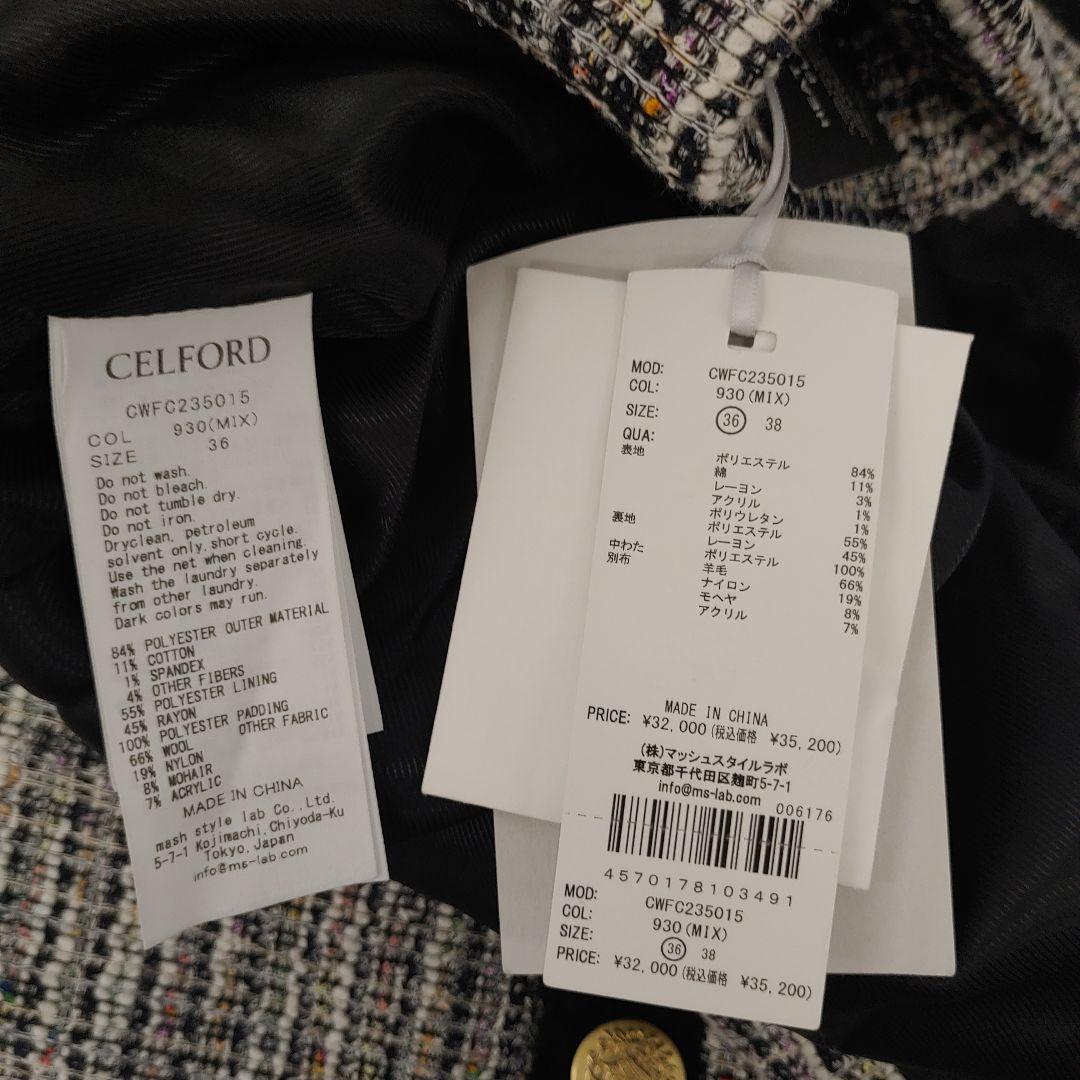 CELFORD
CWFC235015
COL 930(MIX)
SIZE 36
Do not wash.
Do not bleach.
Do not tumble dry.
Do not iron.
Dryclean, petroleum
solvent only,short cycle.
Use the net when cleaning.
Wash the laundry separately
from other laundry.
Dark colors may run.
84% POLYESTER OUTER MATERIAL
11% COTTON
1% SPANDEX
4% OTHER FIBERS
55% POLYESTER LINING
45% RAYON
100% POLYESTER PADDING
66% WOOL OTHER FABRIC
19% NYLON
8% MOHAIR
7% ACRYLIC
MADE IN CHINA
mash style lab Co.,Ltd.
5-7-1 Kojimachi,Chiyoda-Ku
Tokyo,Japan
info@ms-lab.com
MOD: CWFC235015
COL: 930(MIX)
SIZE: 36 38
QUA:
表地 ポリエステル 84%
綿 11%
レーヨン 3%
アクリル 1%
ポリウレタン 1%
裏地 ポリエステル 55%
レーヨン 45%
中わた ポリエステル 100%
別布 羊毛 66%
ナイロン 19%
モヘヤ 8%
アクリル 7%
MADE IN CHINA
PRICE: ¥32,000(税込価格 ¥35,200)
(株)マッシュスタイルラボ
東京都千代田区麹町5-7-1
info@ms-lab.com
006176
4570178103491
MOD: CWFC235015
COL: 930(MIX)
SIZE: 36 38
PRICE: ¥32,000(税込価格 ¥35,200)